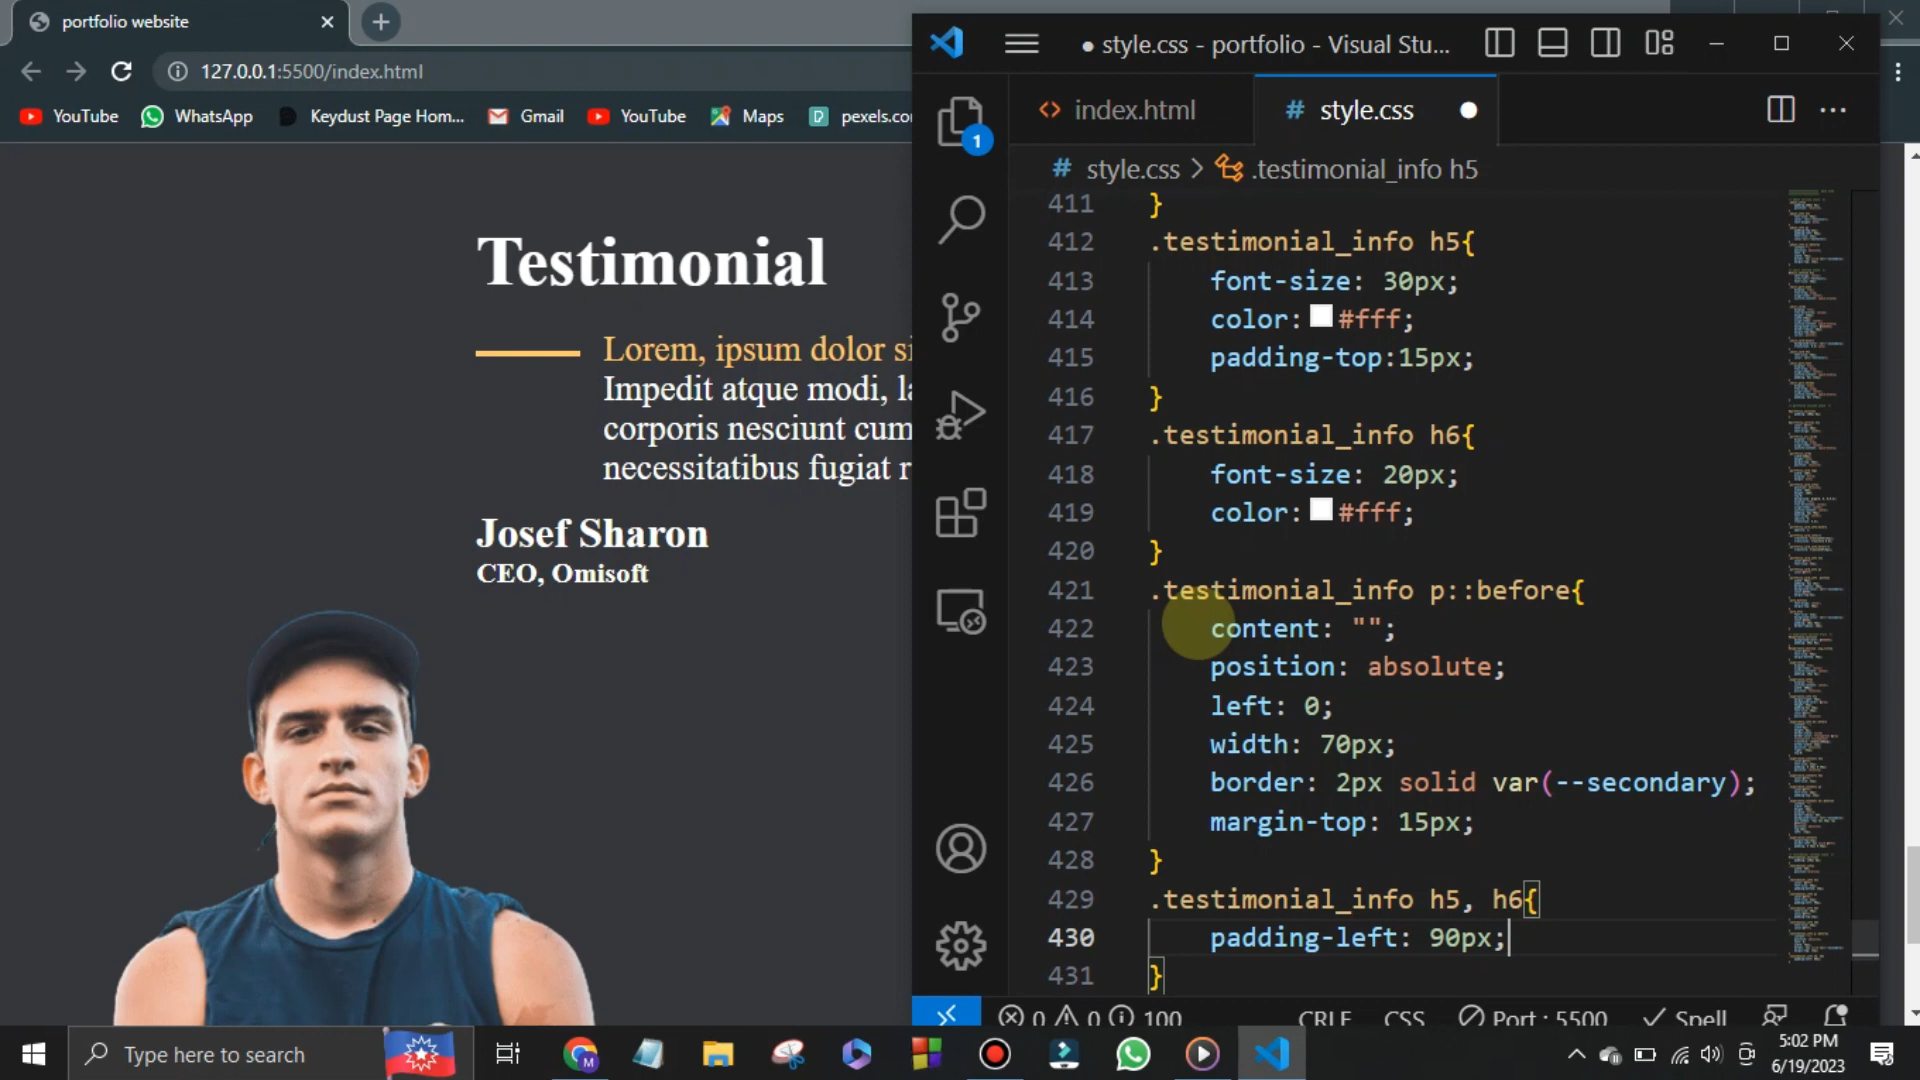 portfolio website
127.0.0.1:5500/index.html
YouTube
WhatsApp
Keydust Page Hom...
Gmail
YouTube
Maps
pexels.co
Testimonial
Lorem, ipsum dolor si
Impedit atque modi, la
corporis nesciunt cum
necessitatibus fugiat r
Josef Sharon
CEO, Omisoft
● style.css - portfolio - Visual Stu...
1
index.html
# style.css ●
# style.css > .testimonial_info h5
411 }
412 .testimonial_info h5{
413 font-size: 30px;
414 color: #fff;
415 padding-top:15px;
416 }
417 .testimonial_info h6{
418 font-size: 20px;
419 color: #fff;
420 }
421 .testimonial_info p::before{
422 content: "";
423 position: absolute;
424 left: 0;
425 width: 70px;
426 border: 2px solid var(--secondary);
427 margin-top: 15px;
428 }
429 .testimonial_info h5, h6{
430 padding-left: 90px;
431 }
0 0 100 CRLF CSS Port : 5500 Spell
Type here to search
5:02 PM
6/19/2023